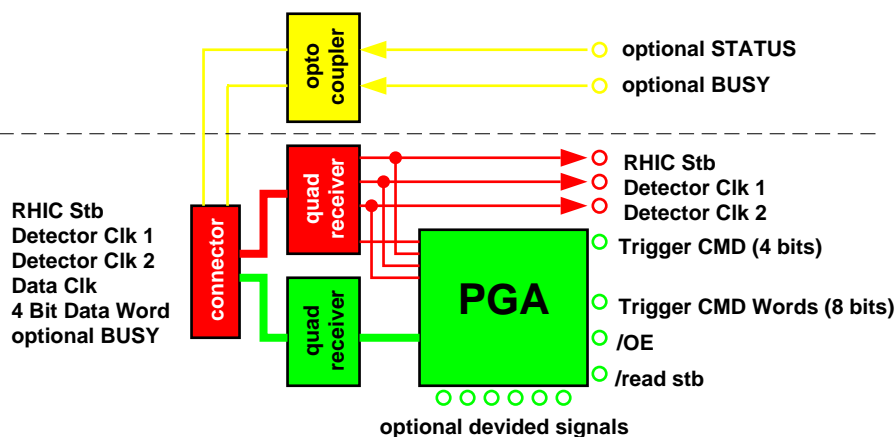 opto
coupler
optional STATUS
optional BUSY
RHIC Stb
Detector Clk 1
Detector Clk 2
Data Clk
4 Bit Data Word
optional BUSY
connector
quad
receiver
quad
receiver
PGA
RHIC Stb
Detector Clk 1
Detector Clk 2
Trigger CMD (4 bits)
Trigger CMD Words (8 bits)
/OE
/read stb
optional devided signals